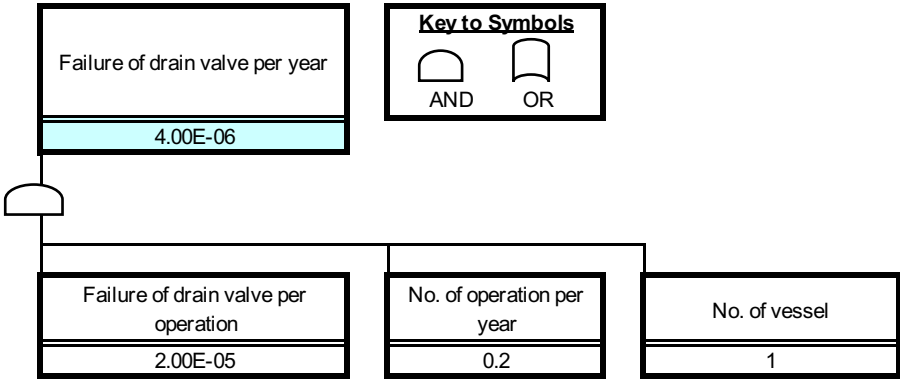 Failure of drain valve per year
4.00E-06
Key to Symbols
AND OR
Failure of drain valve per
operation
2.00E-05
No. of operation per
year
0.2
No. of vessel
1